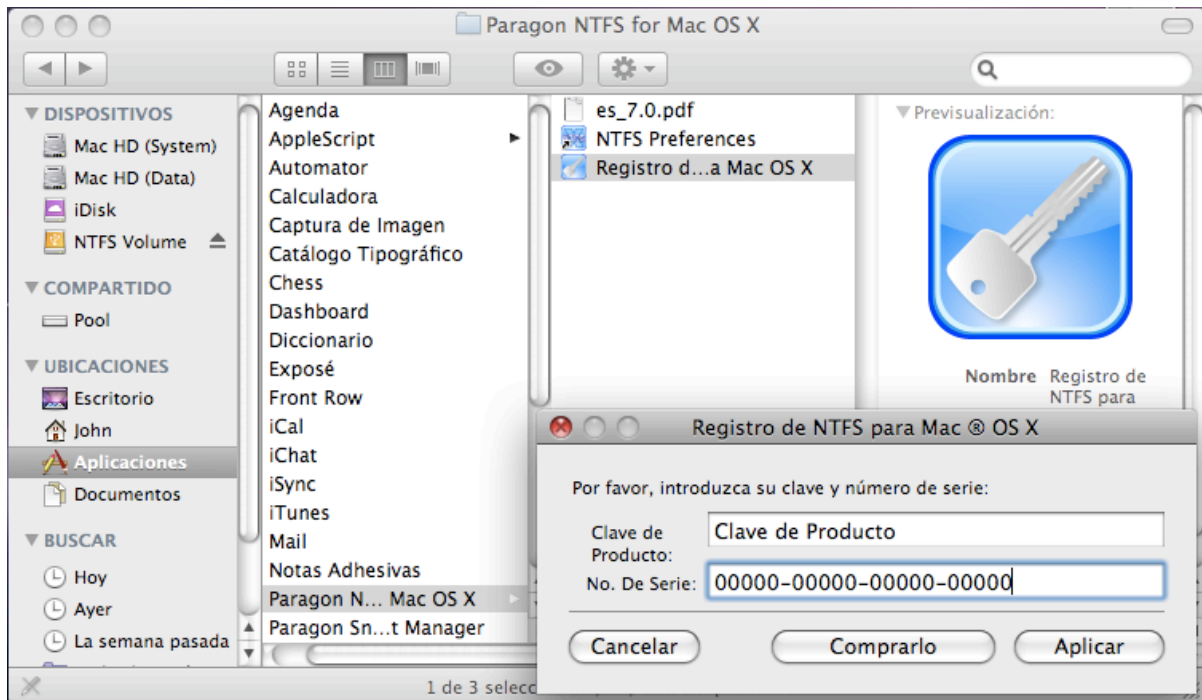 Paragon NTFS for Mac OS X
DISPOSITIVOS
Mac HD (System)
Mac HD (Data)
iDisk
NTFS Volume
COMPARTIDO
Pool
UBICACIONES
Escritorio
John
Aplicaciones
Documentos
BUSCAR
Hoy
Ayer
La semana pasada
Agenda
AppleScript
Automator
Calculadora
Captura de Imagen
Catálogo Tipográfico
Chess
Dashboard
Diccionario
Exposé
Front Row
iCal
iChat
iSync
iTunes
Mail
Notas Adhesivas
Paragon N... Mac OS X
Paragon Sn...t Manager
es_7.0.pdf
NTFS Preferences
Registro d...a Mac OS X
Previsualización:
Nombre Registro de
NTFS para
Registro de NTFS para Mac ® OS X
Por favor, introduzca su clave y número de serie:
Clave de
Producto:
Clave de Producto
No. De Serie:
00000-00000-00000-00000
Cancelar
Comprarlo
Aplicar
1 de 3 selecc